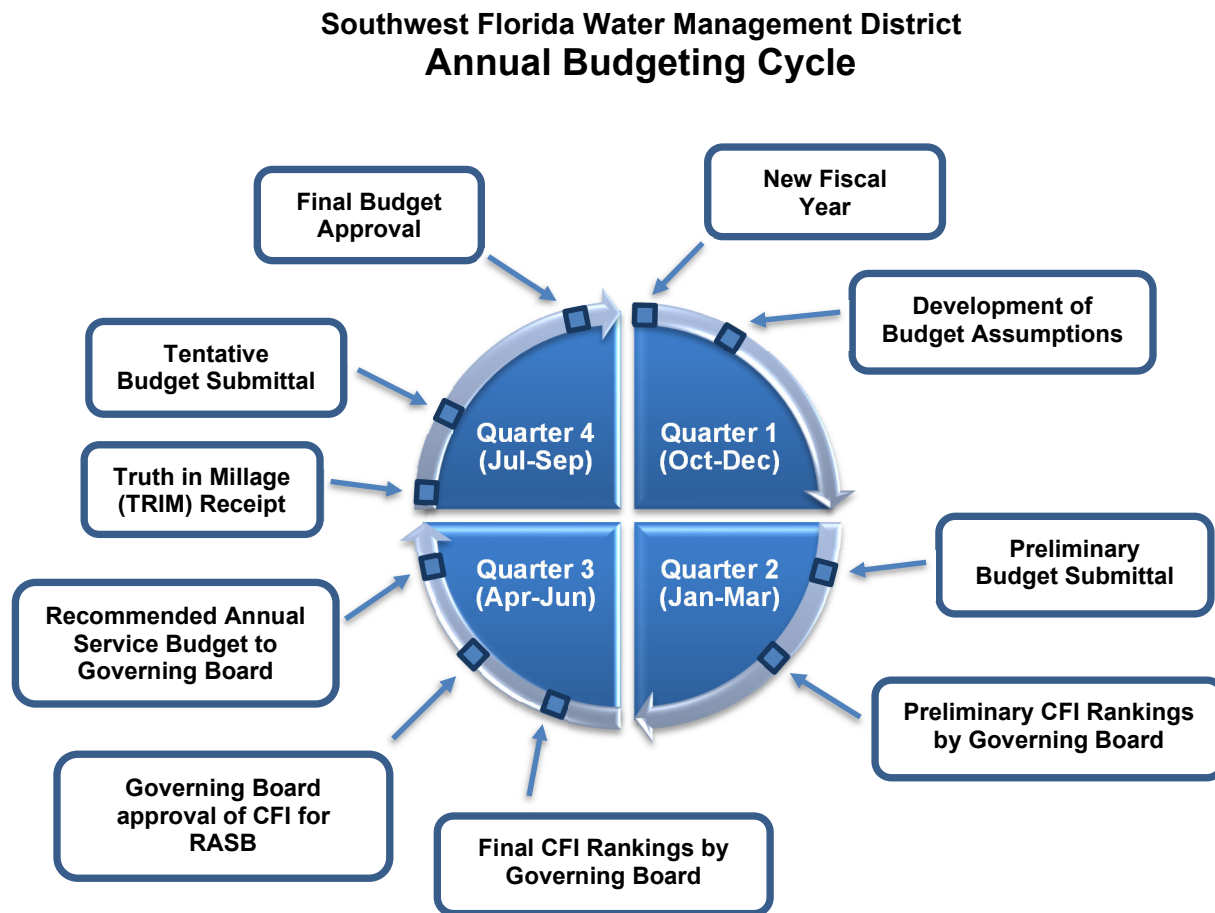 Southwest Florida Water Management District
Annual Budgeting Cycle
New Fiscal
Year
Development of
Budget Assumptions
Quarter 1
(Oct-Dec)
Preliminary
Budget Submittal
Preliminary CFI Rankings
by Governing Board
Quarter 2
(Jan-Mar)
Final CFI Rankings by
Governing Board
Governing Board
approval of CFI for
RASB
Recommended Annual
Service Budget to
Governing Board
Quarter 3
(Apr-Jun)
Truth in Millage
(TRIM) Receipt
Tentative
Budget Submittal
Final Budget
Approval
Quarter 4
(Jul-Sep)